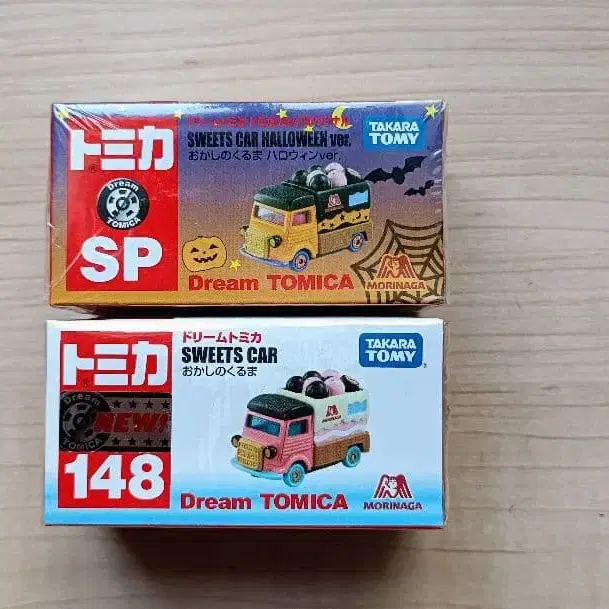 トミカ
Dream
TOMICA
SP
SWEETS CAR HALLOWEEN ver.
おかしのくるま ハロウィンver.
TAKARA
TOMY
Dream TOMICA
MORINAGA
トミカ
Dream
NEW!
TOMICA
148
ドリームトミカ
SWEETS CAR
おかしのくるま
TAKARA
TOMY
MORINAGA
Dream TOMICA
MORINAGA